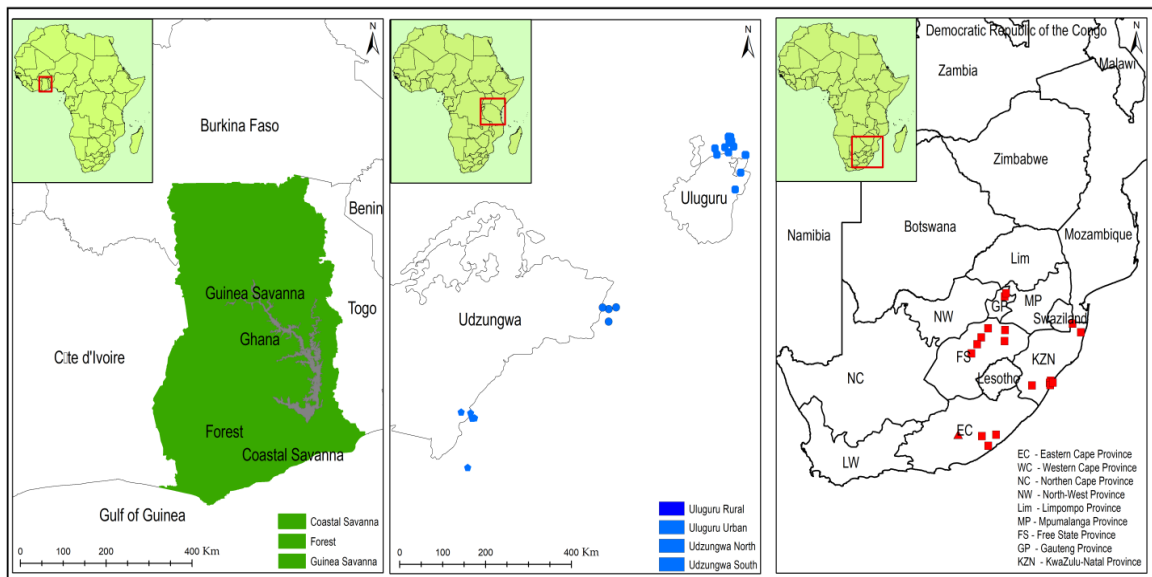 N
Burkina Faso
Benin
Guinea Savanna
Togo
Ghana
C te d'Ivoire
Forest
Coastal Savanna
Gulf of Guinea
Coastal Savanna
Forest
Guinea Savanna
0 100 200 400 Km
N
Uluguru
Udzungwa
Uluguru Rural
Uluguru Urban
Udzungwa North
Udzungwa South
0 100 200 400 Km
N
Democratic Republic of the Congo
Malawi
Zambia
Zimbabwe
Mozambique
Namibia
Botswana
Lim
GP
MP
NW
Swaziland
FS
KZN
NC
Lesotho
EC
LW
EC - Eastern Cape Province
WC - Western Cape Province
NC - Northen Cape Province
NW - North-West Province
Lim - Limpompo Province
MP - Mpumalanga Province
FS - Free State Province
GP - Gauteng Province
KZN - KwaZulu-Natal Province